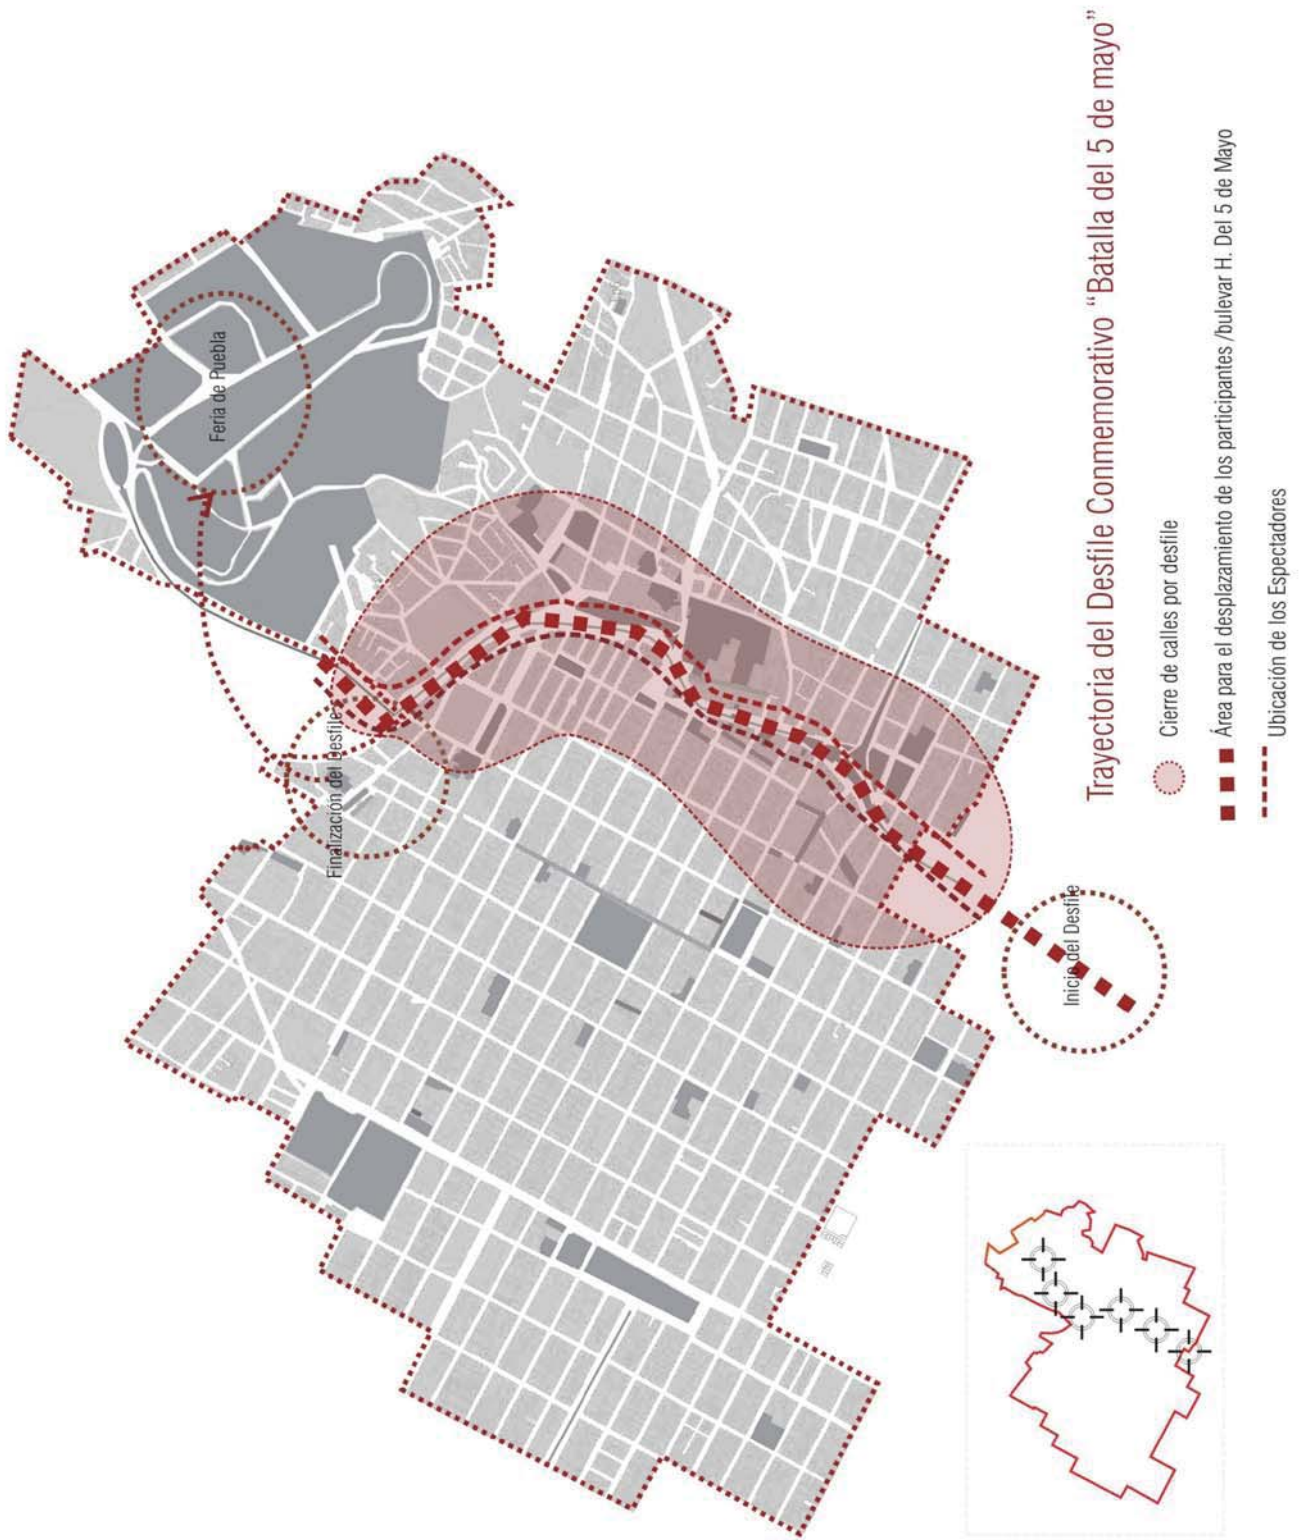 Feria de Puebla
Finalización del Desfile
Inicio del Desfile
Trayectoria del Desfile Conmemorativo “Batalla del 5 de mayo”
Cierre de calles por desfile
Área para el desplazamiento de los participantes /bulevar H. Del 5 de Mayo
Ubicación de los Espectadores